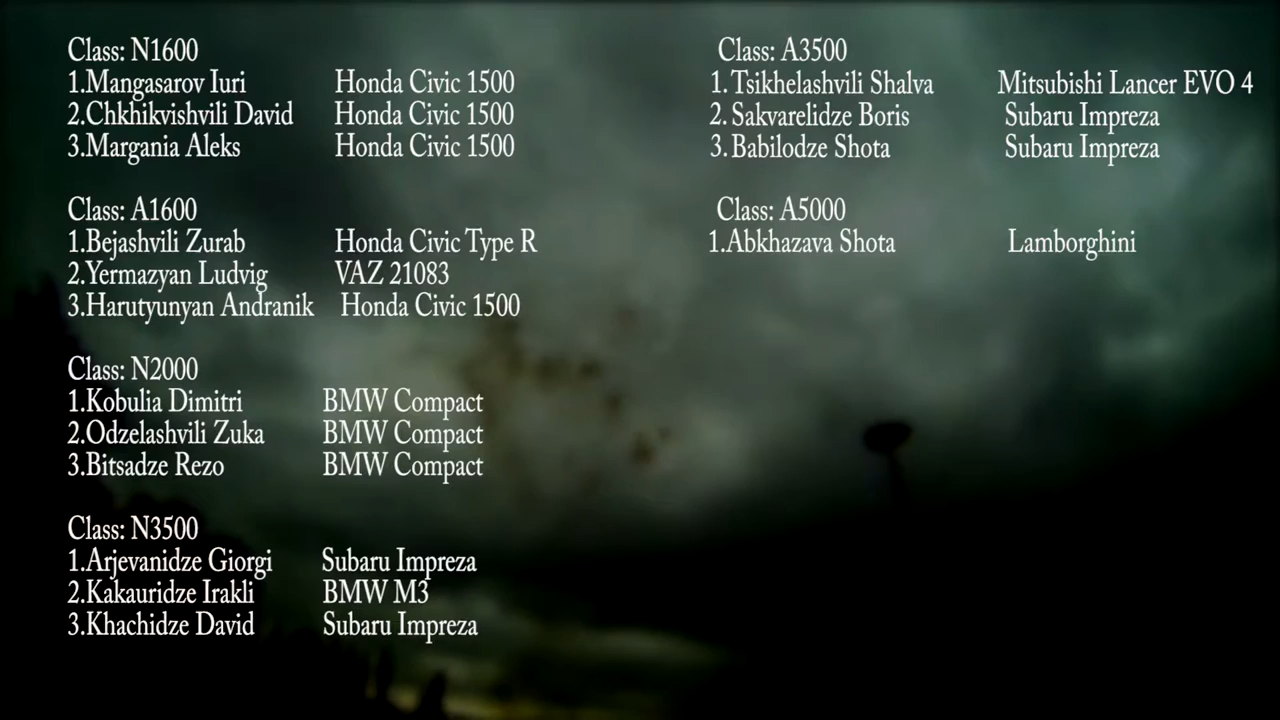 Class: N1600
1.Mangasarov Iuri Honda Civic 1500
2.Chkhikvishvili David Honda Civic 1500
3.Margania Aleks Honda Civic 1500
Class: A1600
1.Bejashvili Zurab Honda Civic Type R
2.Yermazyan Ludvig VAZ 21083
3.Harutyunyan Andranik Honda Civic 1500
Class: N2000
1.Kobulia Dimitri BMW Compact
2.Odzelashvili Zuka BMW Compact
3.Bitsadze Rezo BMW Compact
Class: N3500
1.Arjevanidze Giorgi Subaru Impreza
2.Kakauridze Irakli BMW M3
3.Khachidze David Subaru Impreza
Class: A3500
1.Tsikhelashvili Shalva Mitsubishi Lancer EVO 4
2.Sakvarelidze Boris Subaru Impreza
3.Babilodze Shota Subaru Impreza
Class: A5000
1.Abkhazava Shota Lamborghini